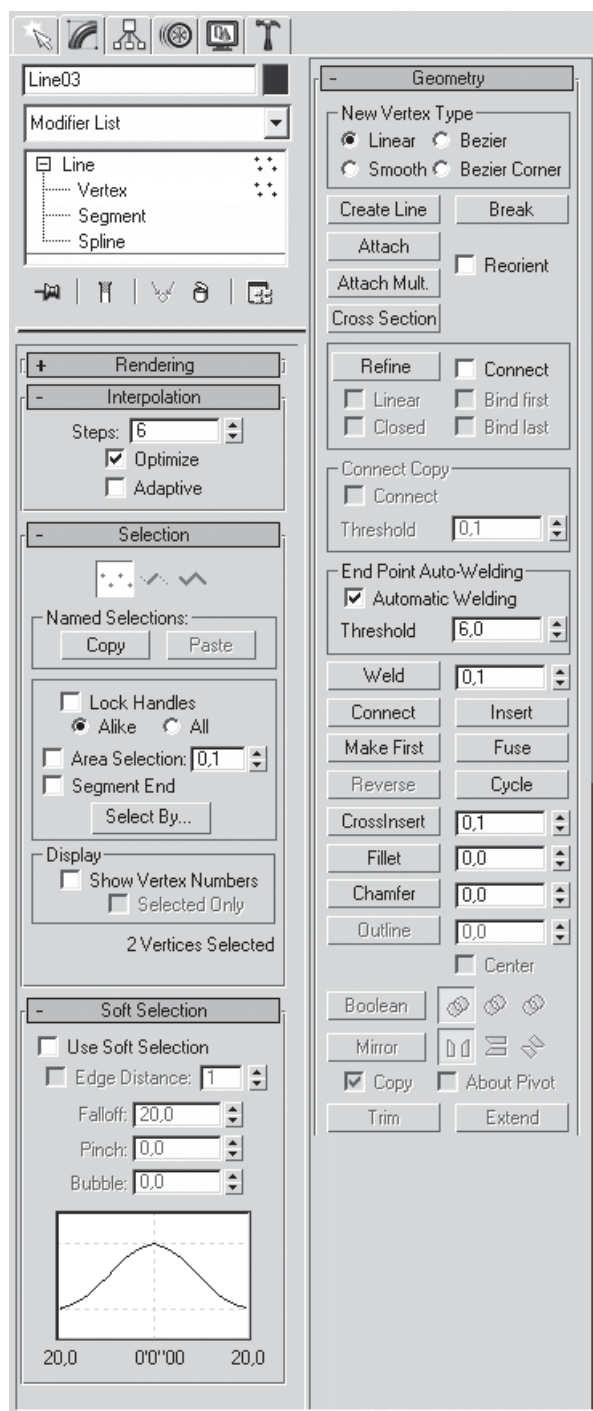 Line03
Modifier List
Line
Vertex
Segment
Spline
+ Rendering
- Interpolation
Steps: 6
Optimize
Adaptive
- Selection
Named Selections:
Copy Paste
Lock Handles
Alike All
Area Selection: 0,1
Segment End
Select By...
Display
Show Vertex Numbers
Selected Only
2 Vertices Selected
- Soft Selection
Use Soft Selection
Edge Distance: 1
Falloff: 20,0
Pinch: 0,0
Bubble: 0,0
20,0 0'0''00 20,0
- Geometry
New Vertex Type
Linear Bezier
Smooth Bezier Corner
Create Line Break
Attach
Reorient
Attach Mult.
Cross Section
Refine Connect
Linear Bind first
Closed Bind last
Connect Copy
Connect
Threshold 0,1
End Point Auto-Welding
Automatic Welding
Threshold 6,0
Weld 0,1
Connect Insert
Make First Fuse
Reverse Cycle
CrossInsert 0,1
Fillet 0,0
Chamfer 0,0
Outline 0,0
Center
Boolean
Mirror
Copy About Pivot
Trim Extend